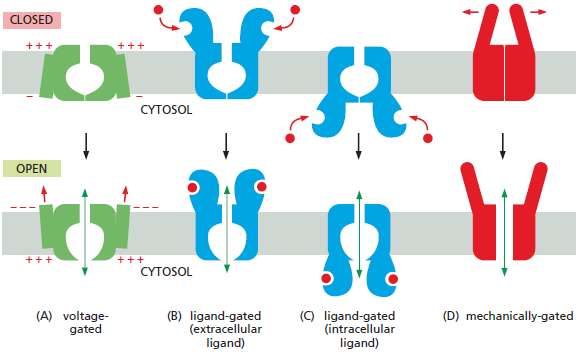 CLOSED
+++ +++
– –
CYTOSOL
OPEN
––– –––
+++ +++
CYTOSOL
(A) voltage-
gated
(B) ligand-gated
(extracellular
ligand)
(C) ligand-gated
(intracellular
ligand)
(D) mechanically-gated